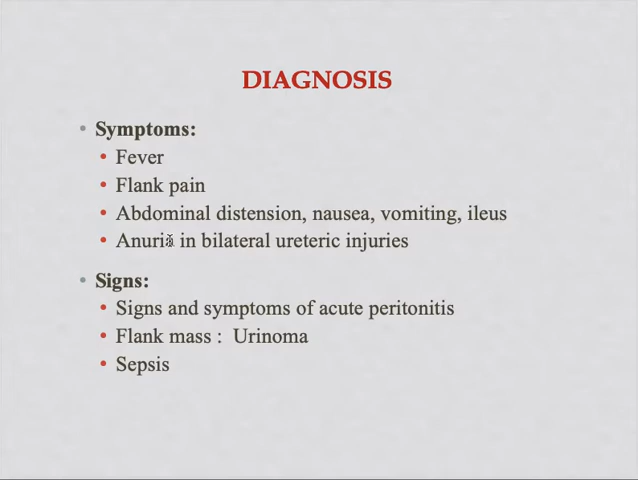 DIAGNOSIS
• Symptoms:
• Fever
• Flank pain
• Abdominal distension, nausea, vomiting, ileus
• Anuria in bilateral ureteric injuries
• Signs:
• Signs and symptoms of acute peritonitis
• Flank mass : Urinoma
• Sepsis